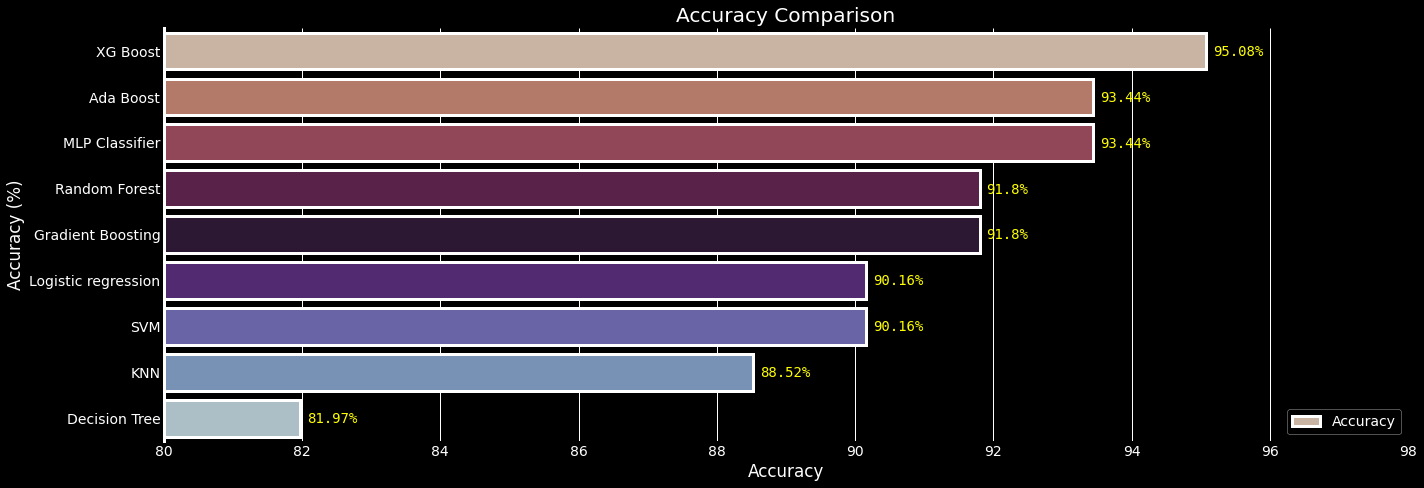 Accuracy Comparison
XG Boost 95.08%
Ada Boost 93.44%
MLP Classifier 93.44%
Random Forest 91.8%
Gradient Boosting 91.8%
Logistic regression 90.16%
SVM 90.16%
KNN 88.52%
Decision Tree 81.97%
Accuracy (%)
Accuracy
80 82 84 86 88 90 92 94 96 98
Accuracy